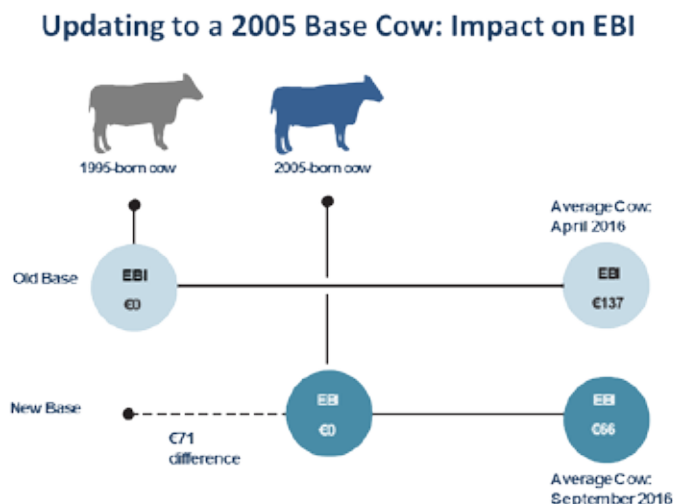 Updating to a 2005 Base Cow: Impact on EBI
1995-born cow
2005-born cow
Average Cow:
April 2016
Old Base
EBI
€0
EBI
€137
New Base
€71
difference
EBI
€0
EBI
€66
Average Cow:
September 2016